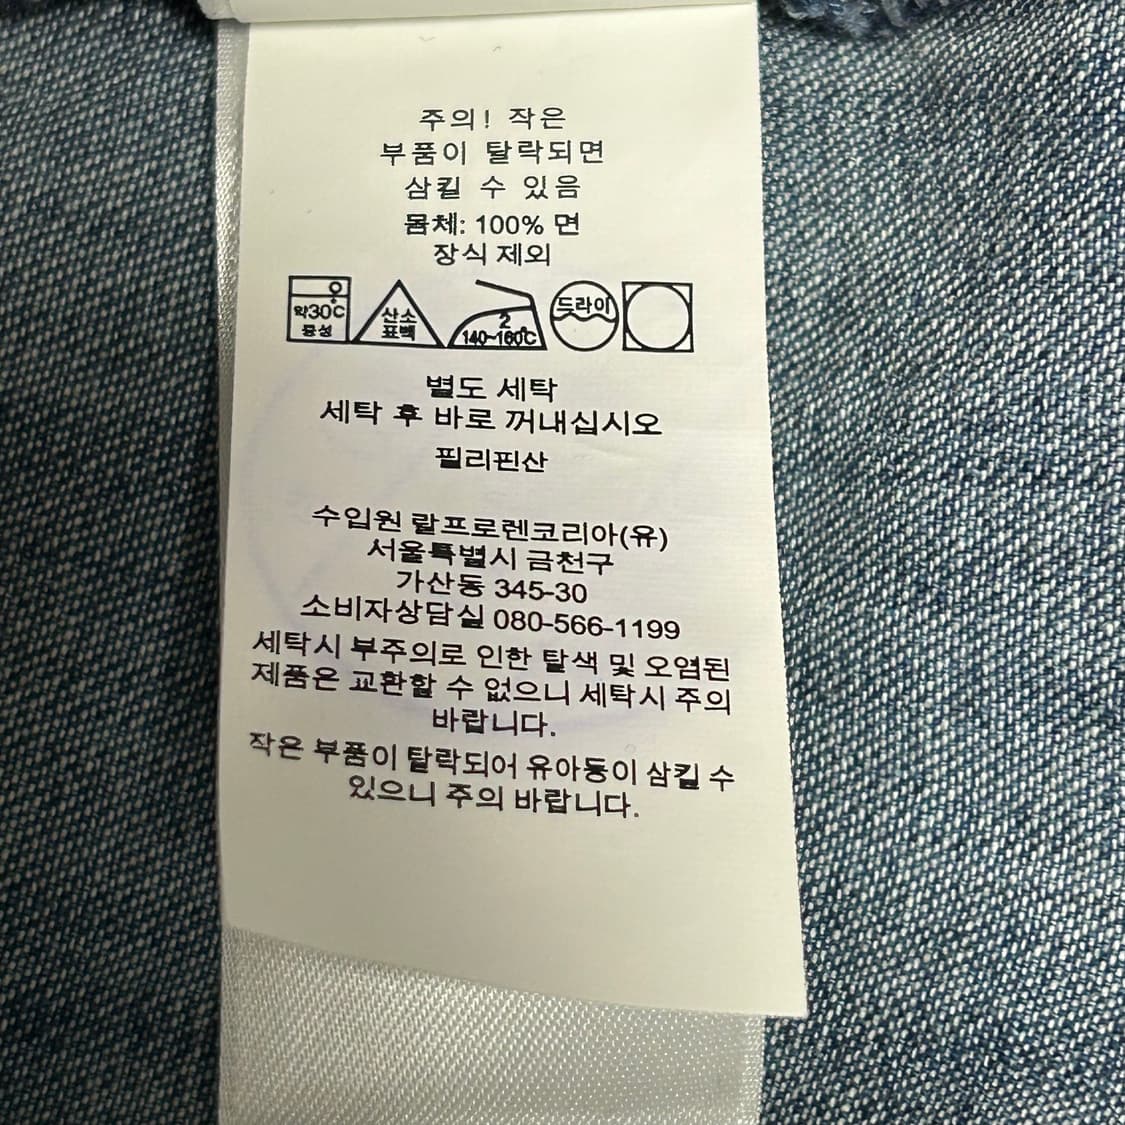 주의! 작은
부품이 탈락되면
삼킬 수 있음
몸체: 100% 면
장식 제외
약30℃
중성
산소
표백
2
140~160℃
드라이
별도 세탁
세탁 후 바로 꺼내십시오
필리핀산
수입원 랄프로렌코리아(유)
서울특별시 금천구
가산동 345-30
소비자상담실 080-566-1199
세탁시 부주의로 인한 탈색 및 오염된
제품은 교환할 수 없으니 세탁시 주의
바랍니다.
작은 부품이 탈락되어 유아동이 삼킬 수
있으니 주의 바랍니다.